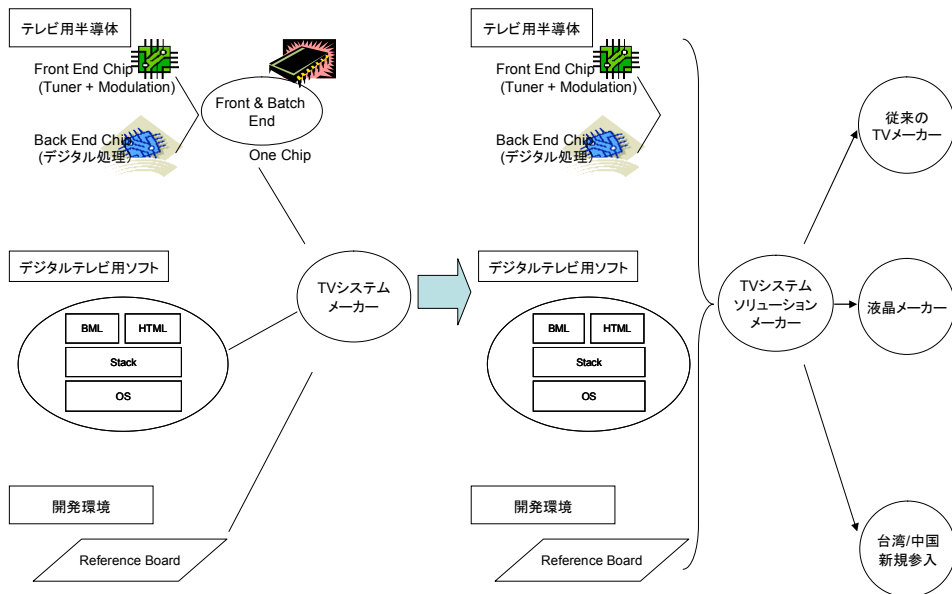 テレビ用半導体
Front End Chip
(Tuner + Modulation)
Back End Chip
(デジタル処理)
Front & Batch
End
One Chip
デジタルテレビ用ソフト
BML
HTML
Stack
OS
TVシステム
メーカー
開発環境
Reference Board
テレビ用半導体
Front End Chip
(Tuner + Modulation)
Back End Chip
(デジタル処理)
デジタルテレビ用ソフト
BML
HTML
Stack
OS
開発環境
Reference Board
TVシステム
ソリューション
メーカー
従来の
TVメーカー
液晶メーカー
台湾/中国
新規参入